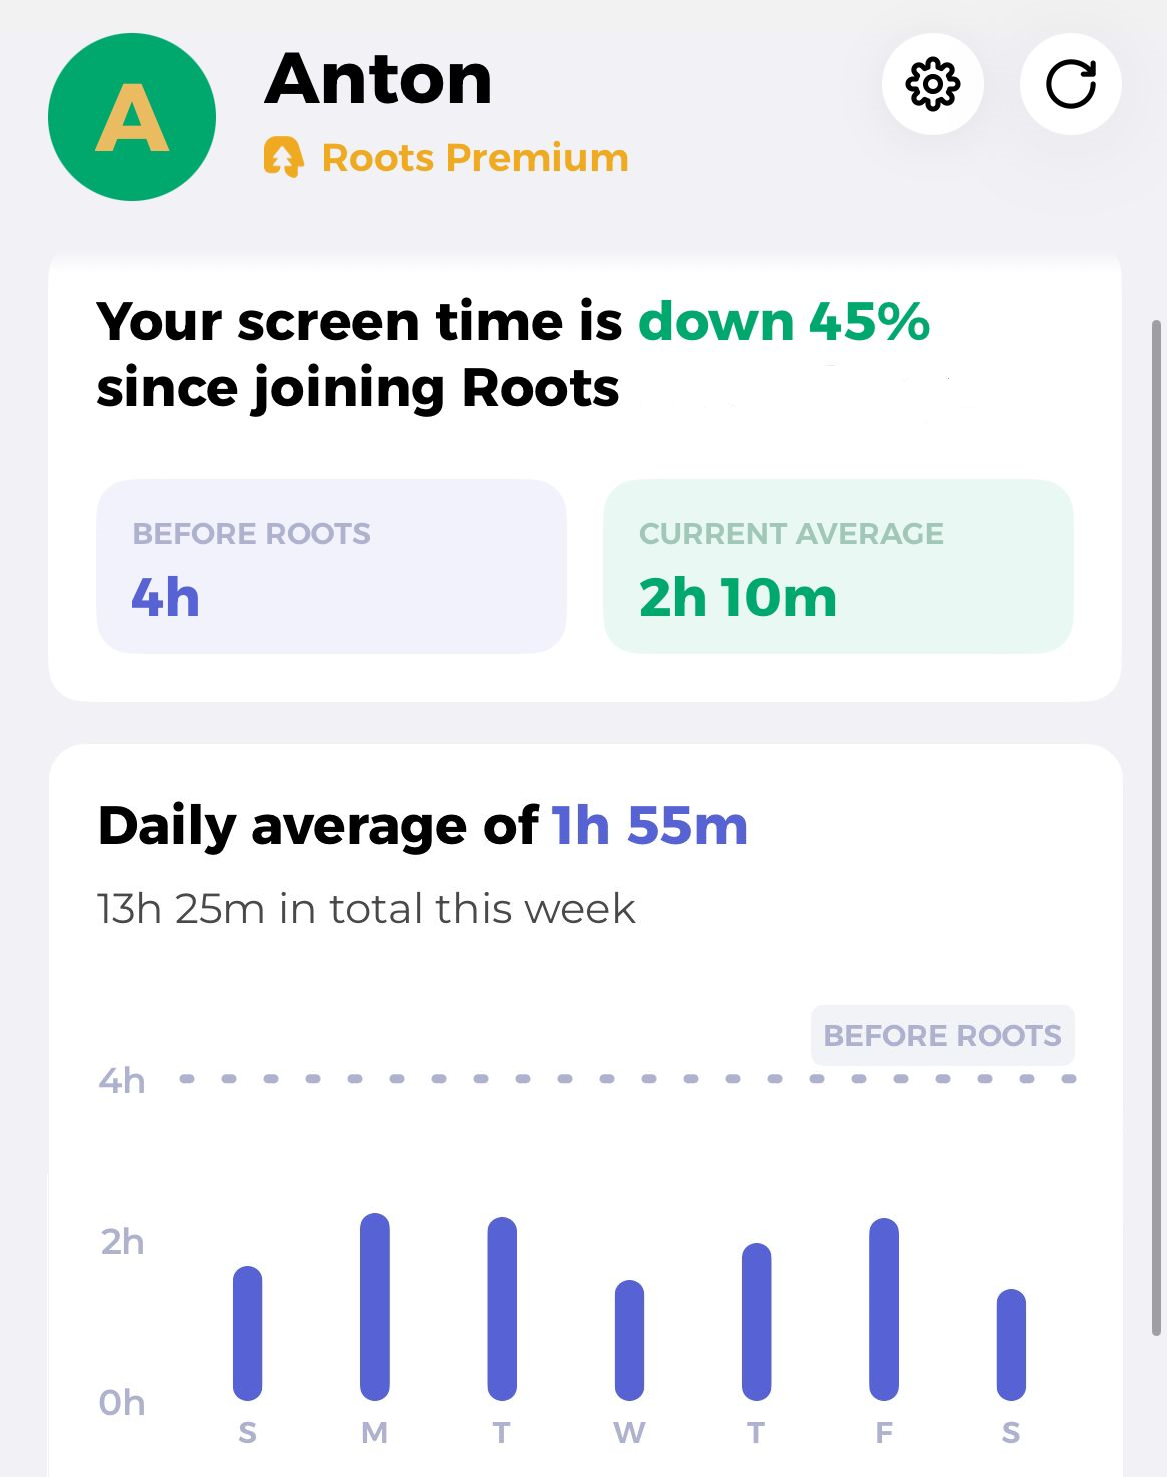 A
Anton
Roots Premium
Your screen time is down 45%
since joining Roots
BEFORE ROOTS
4h
CURRENT AVERAGE
2h 10m
Daily average of 1h 55m
13h 25m in total this week
BEFORE ROOTS
4h
2h
0h
S M T W T F S